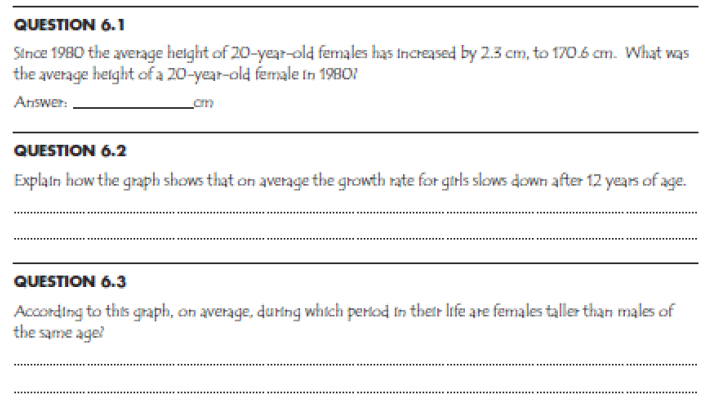 QUESTION 6.1
Since 1980 the average height of 20-year-old females has increased by 2.3 cm, to 170.6 cm. What was
the average height of a 20-year-old female in 1980?
Answer: ______________cm
QUESTION 6.2
Explain how the graph shows that on average the growth rate for girls slows down after 12 years of age.
QUESTION 6.3
According to this graph, on average, during which period in their life are females taller than males of
the same age?